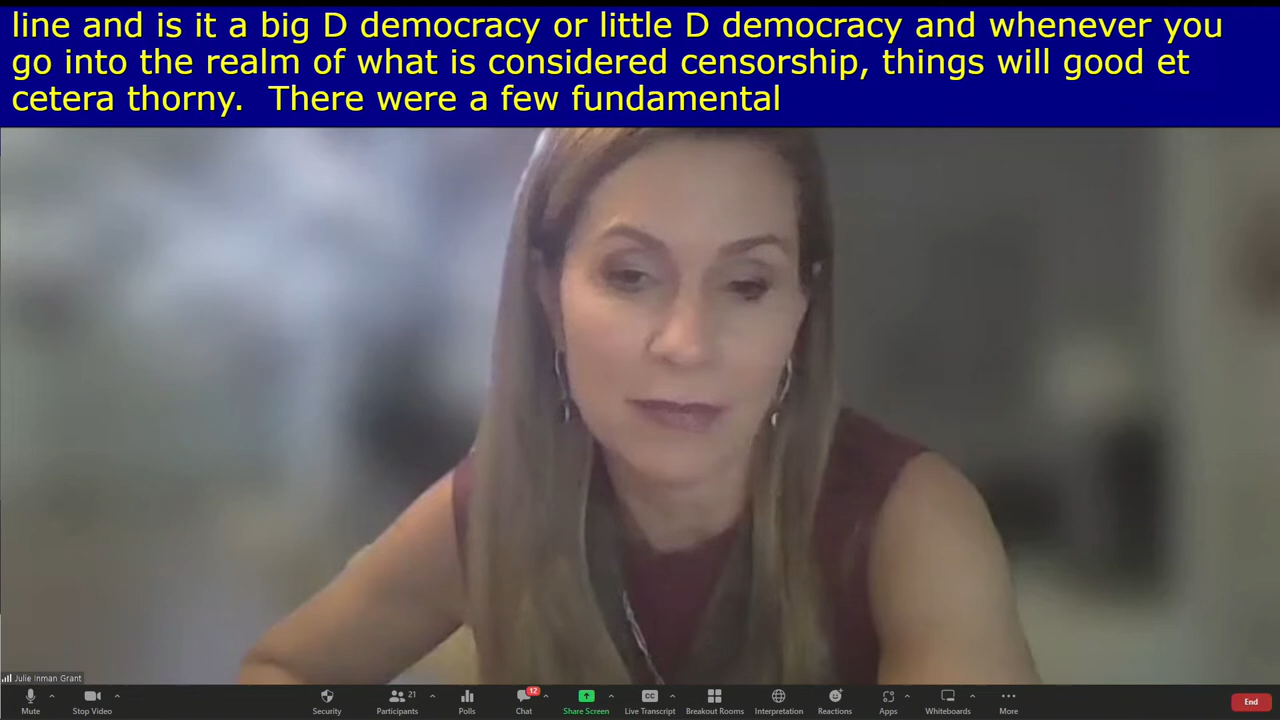 line and is it a big D democracy or little D democracy and whenever you
go into the realm of what is considered censorship, things will good et
cetera thorny.  There were a few fundamental
Julie Inman Grant
Mute
Stop Video
Security
Participants 21
Polls
Chat 12
Share Screen
CC
Live Transcript
Breakout Rooms
Interpretation
Reactions
Apps
Whiteboards
More
End